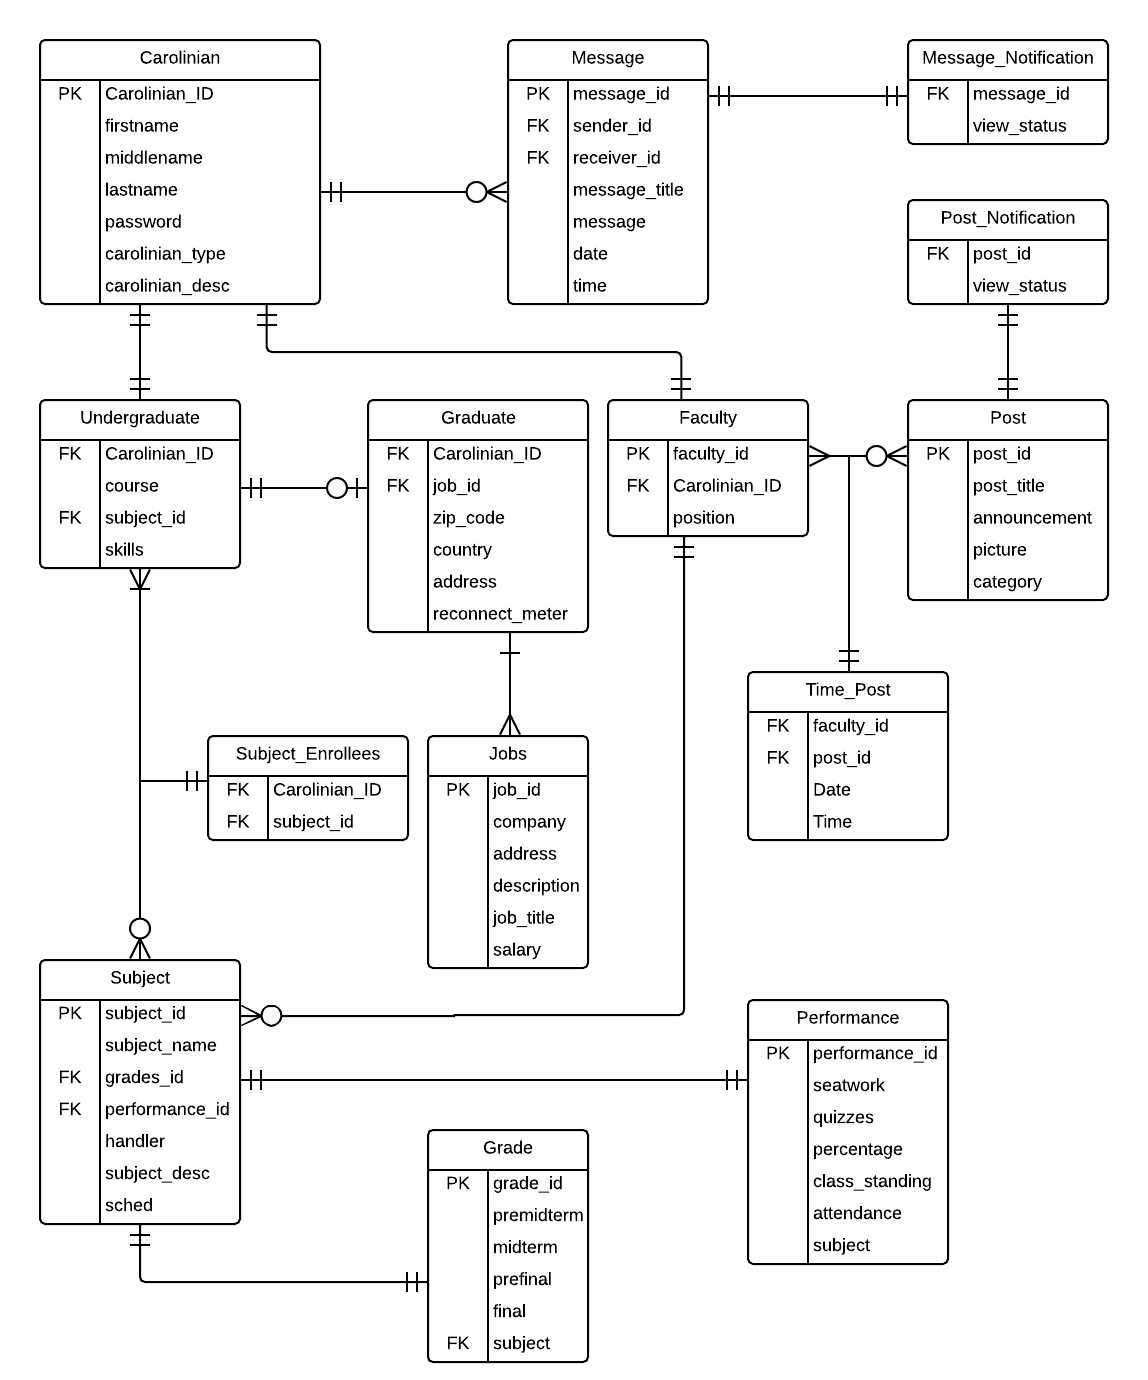 Carolinian
PK Carolinian_ID
firstname
middlename
lastname
password
carolinian_type
carolinian_desc
Message
PK message_id
FK sender_id
FK receiver_id
message_title
message
date
time
Message_Notification
FK message_id
view_status
Post_Notification
FK post_id
view_status
Undergraduate
FK Carolinian_ID
course
FK subject_id
skills
Graduate
FK Carolinian_ID
FK job_id
zip_code
country
address
reconnect_meter
Faculty
PK faculty_id
FK Carolinian_ID
position
Post
PK post_id
post_title
announcement
picture
category
Time_Post
FK faculty_id
FK post_id
Date
Time
Subject_Enrollees
FK Carolinian_ID
FK subject_id
Jobs
PK job_id
company
address
description
job_title
salary
Subject
PK subject_id
subject_name
FK grades_id
FK performance_id
handler
subject_desc
sched
Performance
PK performance_id
seatwork
quizzes
percentage
class_standing
attendance
subject
Grade
PK grade_id
premidterm
midterm
prefinal
final
FK subject